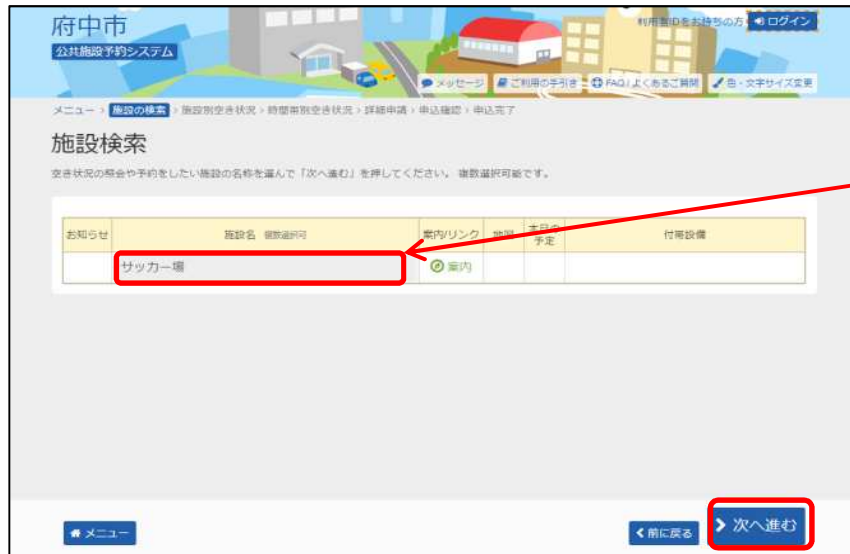 府中市
公共施設予約システム
利用者IDをお持ちの方 ログイン
メッセージ ご利用の手引き FAQ/よくあるご質問 色・文字サイズ変更
メニュー > 施設の検索 > 施設別空き状況 > 時間帯別空き状況 > 詳細申請 > 申込確認 > 申込完了
施設検索
空き状況の照会や予約をしたい施設の名称を選んで「次へ進む」を押してください。 複数選択可能です。
お知らせ 施設名 複数選択可 案内/リンク 地図 本日の予定 付帯設備
サッカー場 案内
メニュー 前に戻る 次へ進む